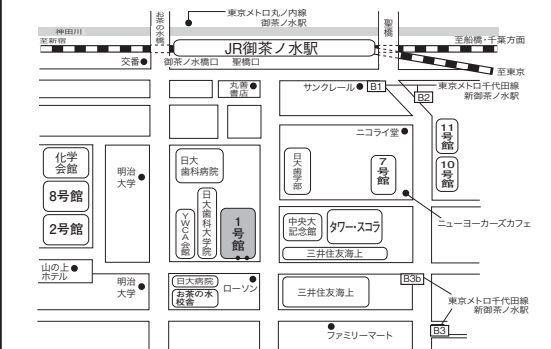 東京メトロ丸ノ内線
御茶ノ水駅
お茶の水橋
聖橋
神田川
至新宿
JR御茶ノ水駅
至船橋・千葉方面
至東京
交番
御茶ノ水橋口
聖橋口
丸善
書店
サンクレール
B1
B2
東京メトロ千代田線
新御茶ノ水駅
ニコライ堂
11号館
10号館
化学
会館
8号館
2号館
明治
大学
日大
歯科病院
日大歯学部
7号館
日大歯科大学院
YWCA会館
1号館
中央大
記念館
タワー・スコラ
ニューヨーカーズカフェ
三井住友海上
山の上
ホテル
明治
大学
日大病院
お茶の水
校舎
ローソン
三井住友海上
B3b
東京メトロ千代田線
新御茶ノ水駅
B3
ファミリーマート